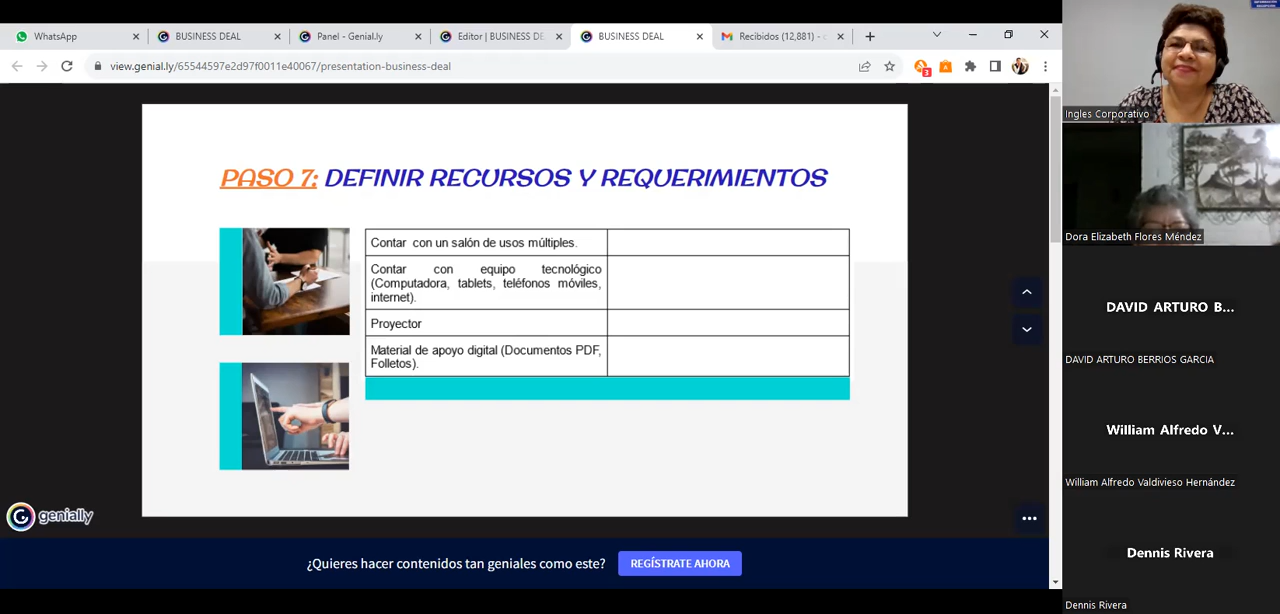 WhatsApp
BUSINESS DEAL
Panel - Genial.ly
Editor | BUSINESS DE
BUSINESS DEAL
Recibidos (12,881) - c
view.genial.ly/65544597e2d97f0011e40067/presentation-business-deal
3
PASO 7: DEFINIR RECURSOS Y REQUERIMIENTOS
Contar con un salón de usos múltiples.
Contar con equipo tecnológico
(Computadora, tablets, teléfonos móviles,
internet).
Proyector
Material de apoyo digital (Documentos PDF,
Folletos).
genially
¿Quieres hacer contenidos tan geniales como este?
REGÍSTRATE AHORA
Ingles Corporativo
Dora Elizabeth Flores Méndez
DAVID ARTURO B...
DAVID ARTURO BERRIOS GARCIA
William Alfredo V...
William Alfredo Valdivieso Hernández
Dennis Rivera
Dennis Rivera